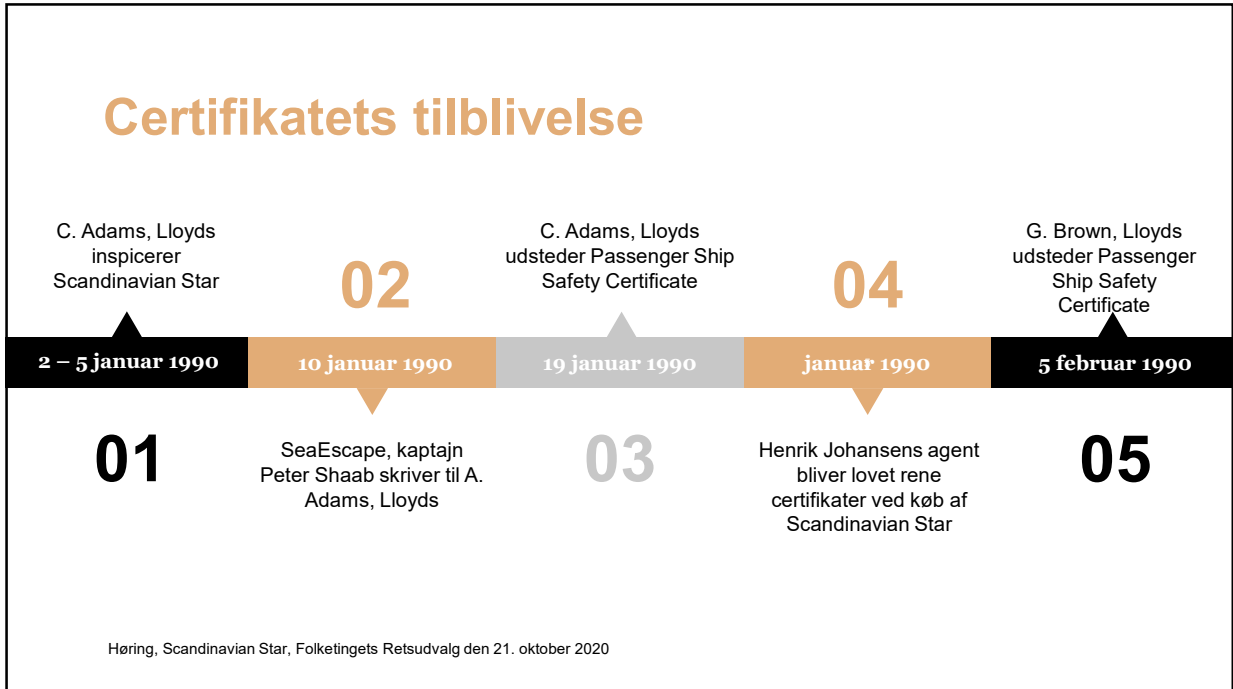 Certifikatets tilblivelse
C. Adams, Lloyds
inspicerer
Scandinavian Star
2 – 5 januar 1990
01
02
10 januar 1990
SeaEscape, kaptajn
Peter Shaab skriver til A.
Adams, Lloyds
C. Adams, Lloyds
udsteder Passenger Ship
Safety Certificate
19 januar 1990
03
04
januar 1990
Henrik Johansens agent
bliver lovet rene
certifikater ved køb af
Scandinavian Star
G. Brown, Lloyds
udsteder Passenger
Ship Safety
Certificate
5 februar 1990
05
Høring, Scandinavian Star, Folketingets Retsudvalg den 21. oktober 2020